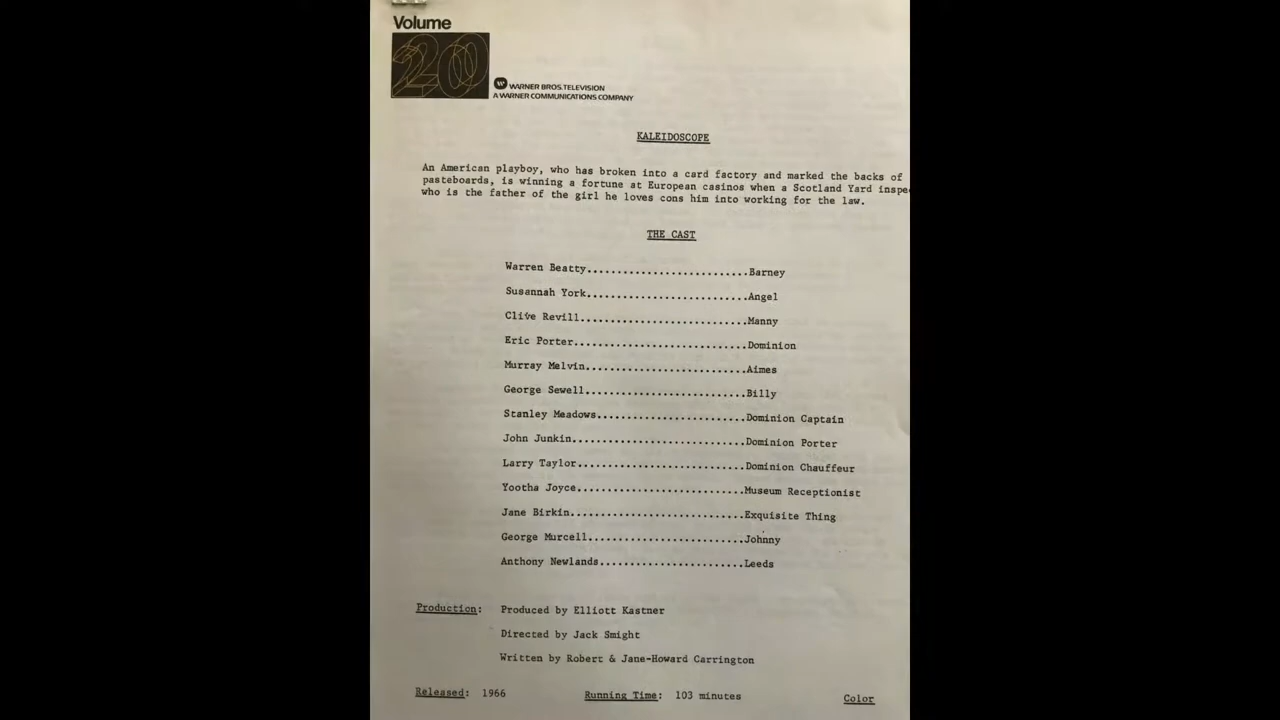 Volume
20
WARNER BROS. TELEVISION
A WARNER COMMUNICATIONS COMPANY
KALEIDOSCOPE
An American playboy, who has broken into a card factory and marked the backs of
pasteboards, is winning a fortune at European casinos when a Scotland Yard inspe
who is the father of the girl he loves cons him into working for the law.
THE CAST
Warren Beatty...........................Barney
Susannah York...........................Angel
Clive Revill............................Manny
Eric Porter.............................Dominion
Murray Melvin...........................Aimes
George Sewell...........................Billy
Stanley Meadows.........................Dominion Captain
John Junkin.............................Dominion Porter
Larry Taylor............................Dominion Chauffeur
Yootha Joyce............................Museum Receptionist
Jane Birkin.............................Exquisite Thing
George Murcell..........................Johnny
Anthony Newlands........................Leeds
Production: Produced by Elliott Kastner
Directed by Jack Smight
Written by Robert & Jane-Howard Carrington
Released: 1966 Running Time: 103 minutes Color